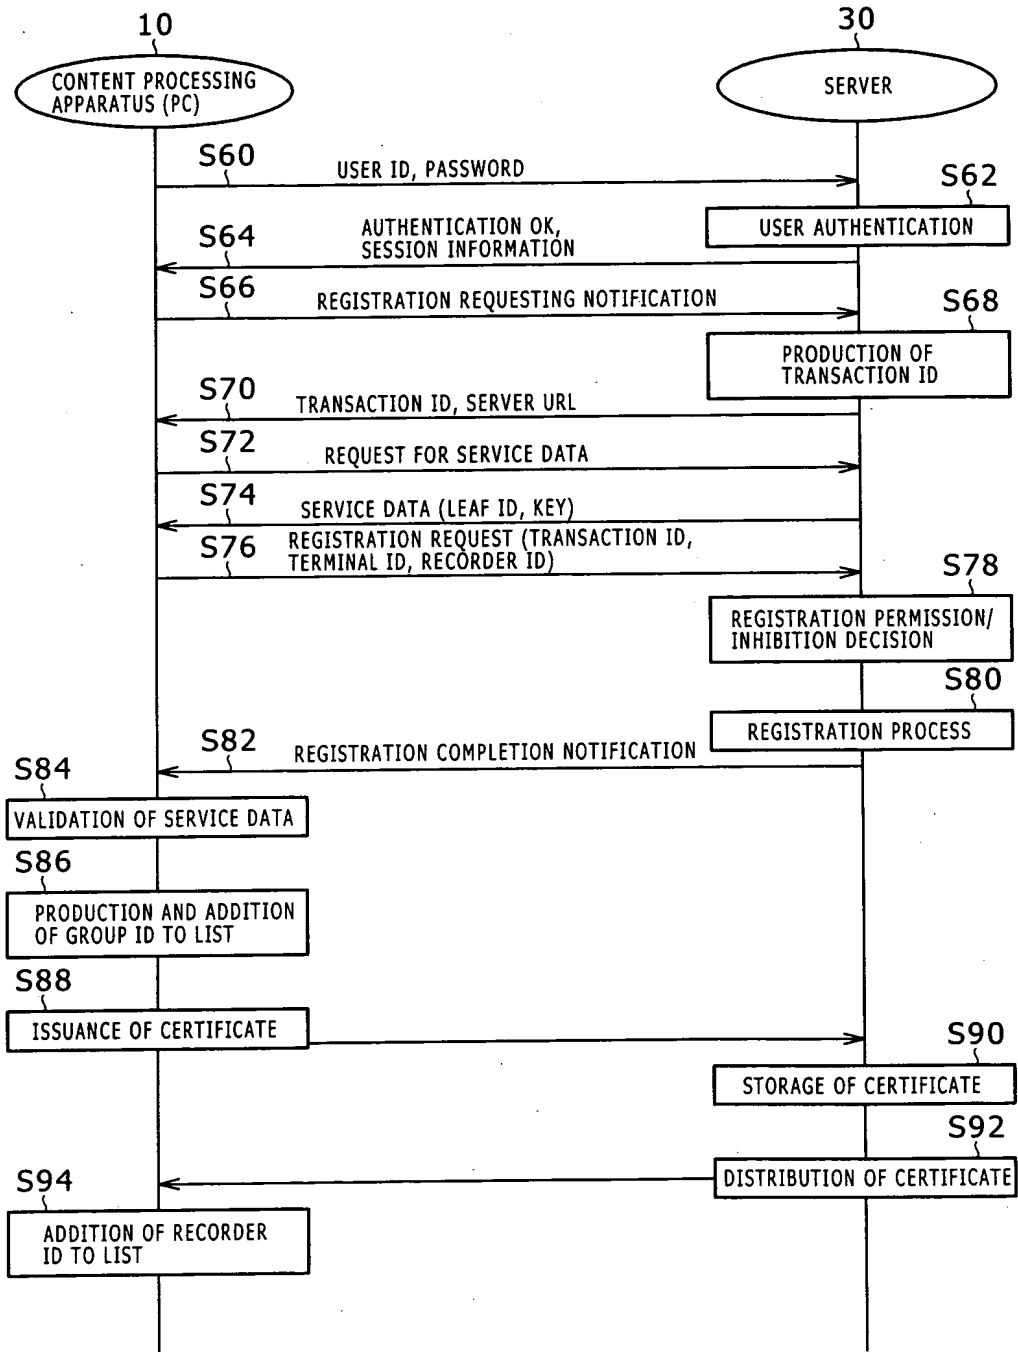 10
30
CONTENT PROCESSING
APPARATUS (PC)
SERVER
S60
USER ID, PASSWORD
S62
USER AUTHENTICATION
S64
AUTHENTICATION OK,
SESSION INFORMATION
S66
REGISTRATION REQUESTING NOTIFICATION
S68
PRODUCTION OF
TRANSACTION ID
S70
TRANSACTION ID, SERVER URL
S72
REQUEST FOR SERVICE DATA
S74
SERVICE DATA (LEAF ID, KEY)
S76
REGISTRATION REQUEST (TRANSACTION ID,
TERMINAL ID, RECORDER ID)
S78
REGISTRATION PERMISSION/
INHIBITION DECISION
S80
REGISTRATION PROCESS
S82
REGISTRATION COMPLETION NOTIFICATION
S84
VALIDATION OF SERVICE DATA
S86
PRODUCTION AND ADDITION
OF GROUP ID TO LIST
S88
ISSUANCE OF CERTIFICATE
S90
STORAGE OF CERTIFICATE
S92
DISTRIBUTION OF CERTIFICATE
S94
ADDITION OF RECORDER
ID TO LIST